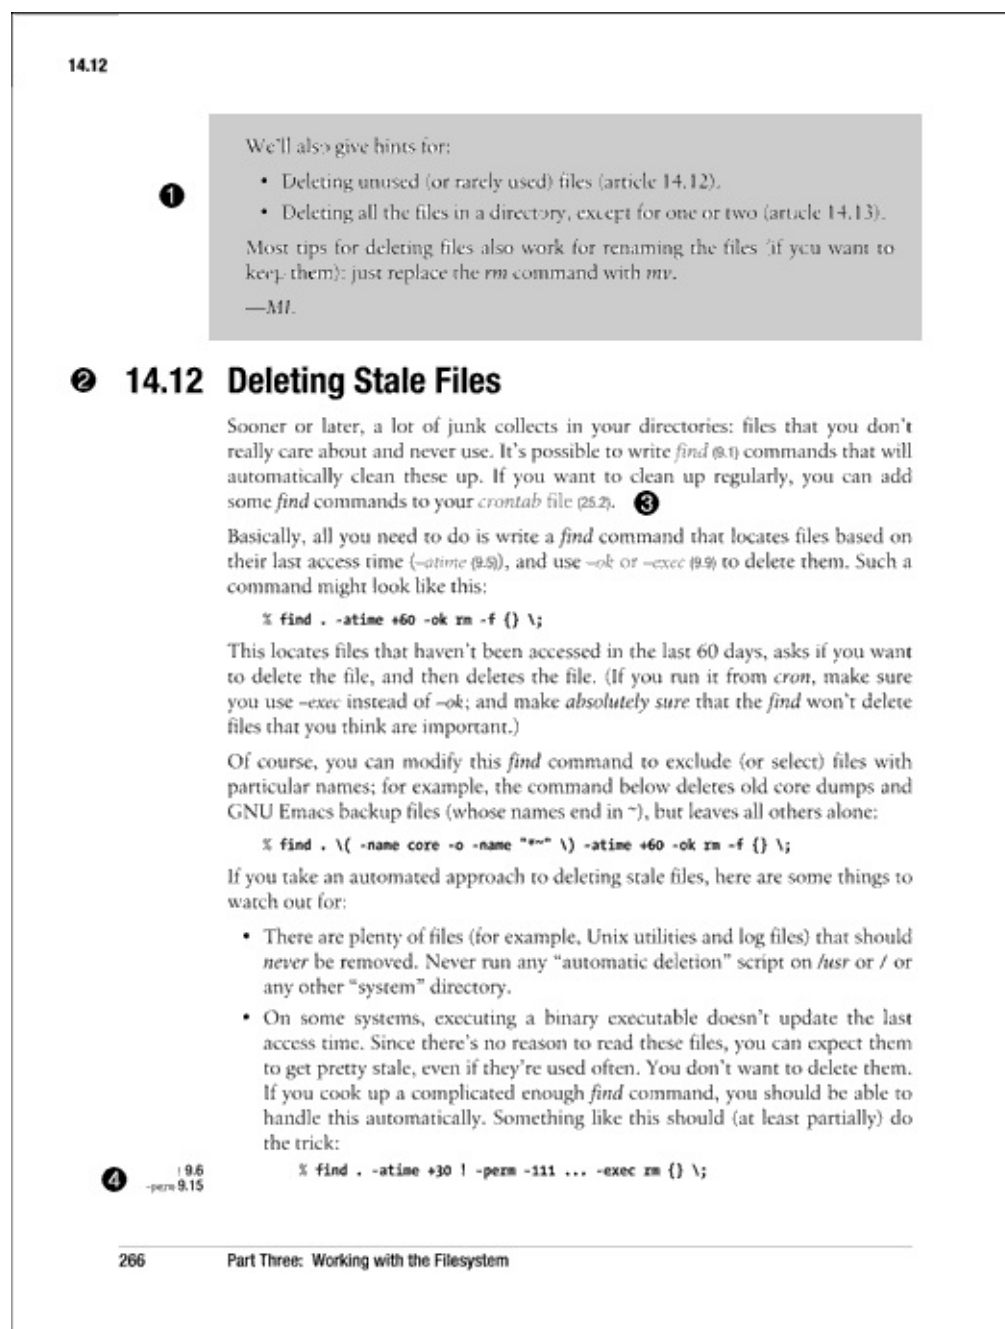 14.12
We'll also give hints for:
❶
• Deleting unused (or rarely used) files (article 14.12).
• Deleting all the files in a directory, except for one or two (article 14.13).
Most tips for deleting files also work for renaming the files (if you want to
keep them): just replace the rm command with mv.
—ML
❷ 14.12 Deleting Stale Files
Sooner or later, a lot of junk collects in your directories: files that you don't
really care about and never use. It's possible to write find (9.1) commands that will
automatically clean these up. If you want to clean up regularly, you can add
some find commands to your crontab file (25.2). ❸
Basically, all you need to do is write a find command that locates files based on
their last access time (–atime (9.5)), and use –ok or –exec (9.9) to delete them. Such a
command might look like this:
% find . -atime +60 -ok rm -f {} \;
This locates files that haven't been accessed in the last 60 days, asks if you want
to delete the file, and then deletes the file. (If you run it from cron, make sure
you use –exec instead of –ok; and make absolutely sure that the find won't delete
files that you think are important.)
Of course, you can modify this find command to exclude (or select) files with
particular names; for example, the command below deletes old core dumps and
GNU Emacs backup files (whose names end in ~), but leaves all others alone:
% find . \( -name core -o -name "*~" \) -atime +60 -ok rm -f {} \;
If you take an automated approach to deleting stale files, here are some things to
watch out for:
• There are plenty of files (for example, Unix utilities and log files) that should
never be removed. Never run any “automatic deletion” script on /usr or / or
any other “system” directory.
• On some systems, executing a binary executable doesn't update the last
access time. Since there's no reason to read these files, you can expect them
to get pretty stale, even if they're used often. You don't want to delete them.
If you cook up a complicated enough find command, you should be able to
handle this automatically. Something like this should (at least partially) do
the trick:
❹ ! 9.6
-perm 9.15
% find . -atime +30 ! -perm -111 ... -exec rm {} \;
266 Part Three: Working with the Filesystem